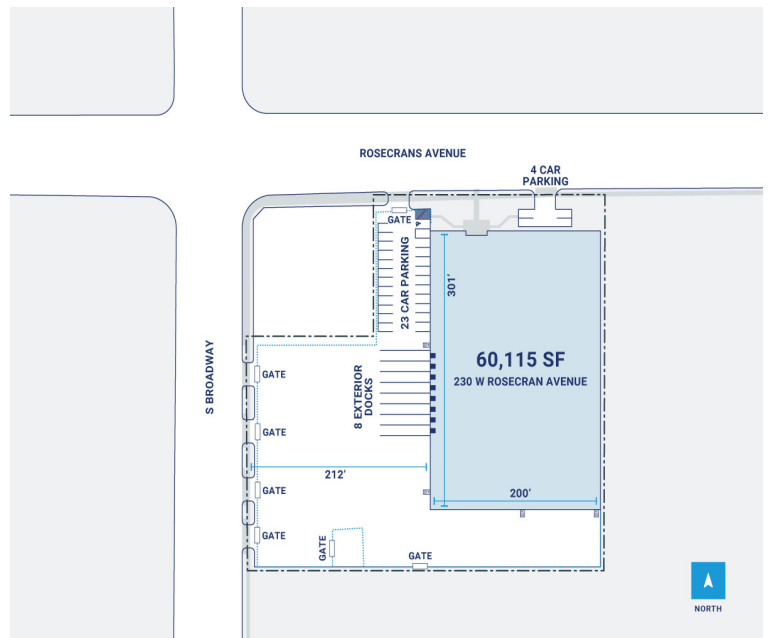 ROSECRANS AVENUE
4 CAR
PARKING
GATE
23 CAR PARKING
301'
60,115 SF
230 W ROSECRAN AVENUE
S BROADWAY
GATE
8 EXTERIOR
DOCKS
GATE
212'
200'
GATE
GATE
GATE
GATE
NORTH